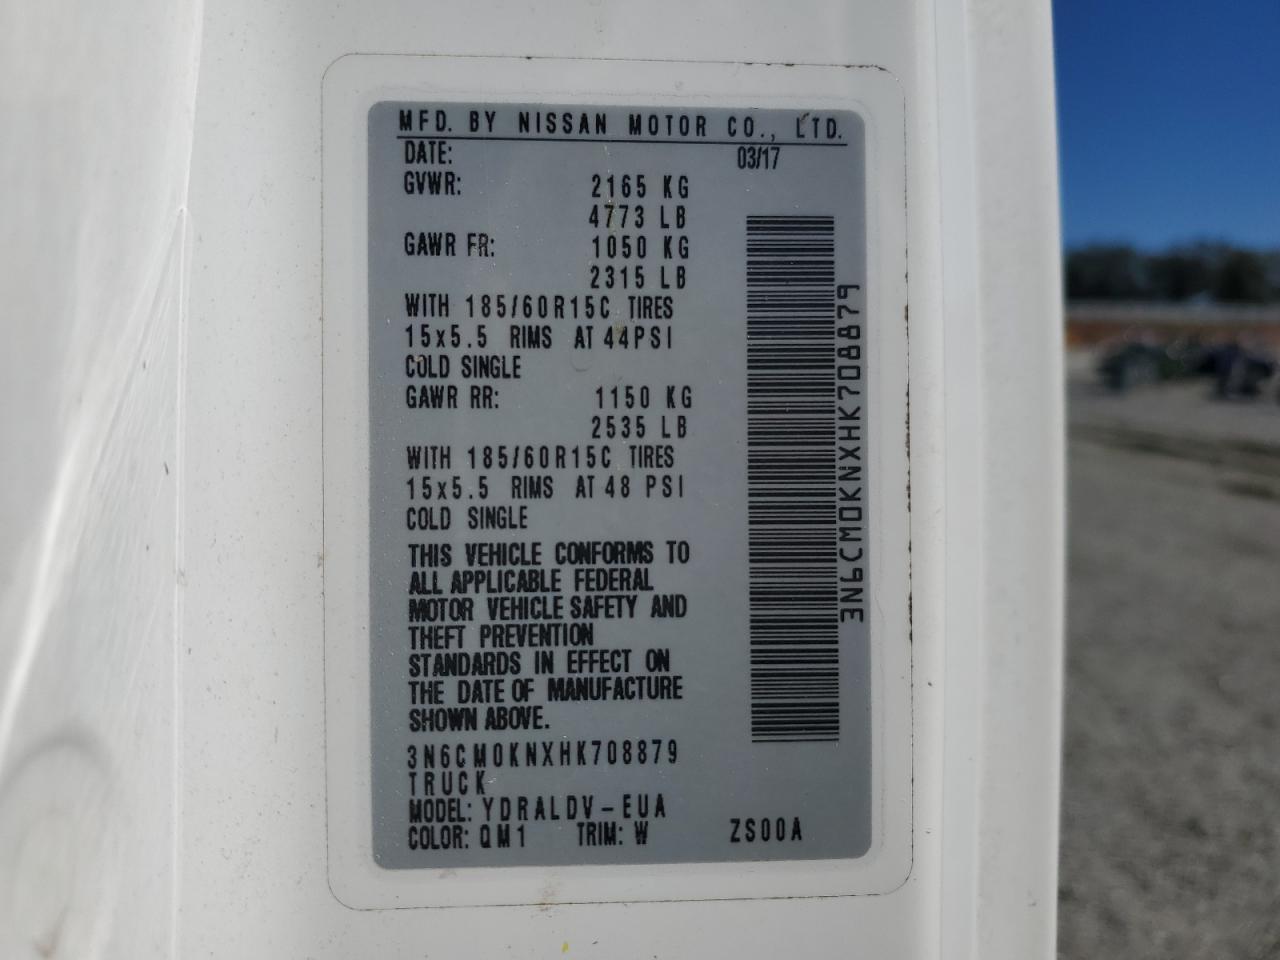 MFD. BY NISSAN MOTOR CO., LTD.
DATE: 03/17
GVWR: 2165 KG
4773 LB
GAWR FR: 1050 KG
2315 LB
WITH 185/60R15C TIRES
15x5.5 RIMS AT 44PSI
COLD SINGLE
GAWR RR: 1150 KG
2535 LB
WITH 185/60R15C TIRES
15x5.5 RIMS AT 48 PSI
COLD SINGLE
THIS VEHICLE CONFORMS TO
ALL APPLICABLE FEDERAL
MOTOR VEHICLE SAFETY AND
THEFT PREVENTION
STANDARDS IN EFFECT ON
THE DATE OF MANUFACTURE
SHOWN ABOVE.
3N6CM0KNXHK708879
TRUCK
MODEL: YDRALDV-EUA
COLOR: QM1 TRIM: W ZS00A
3N6CM0KNXHK708879